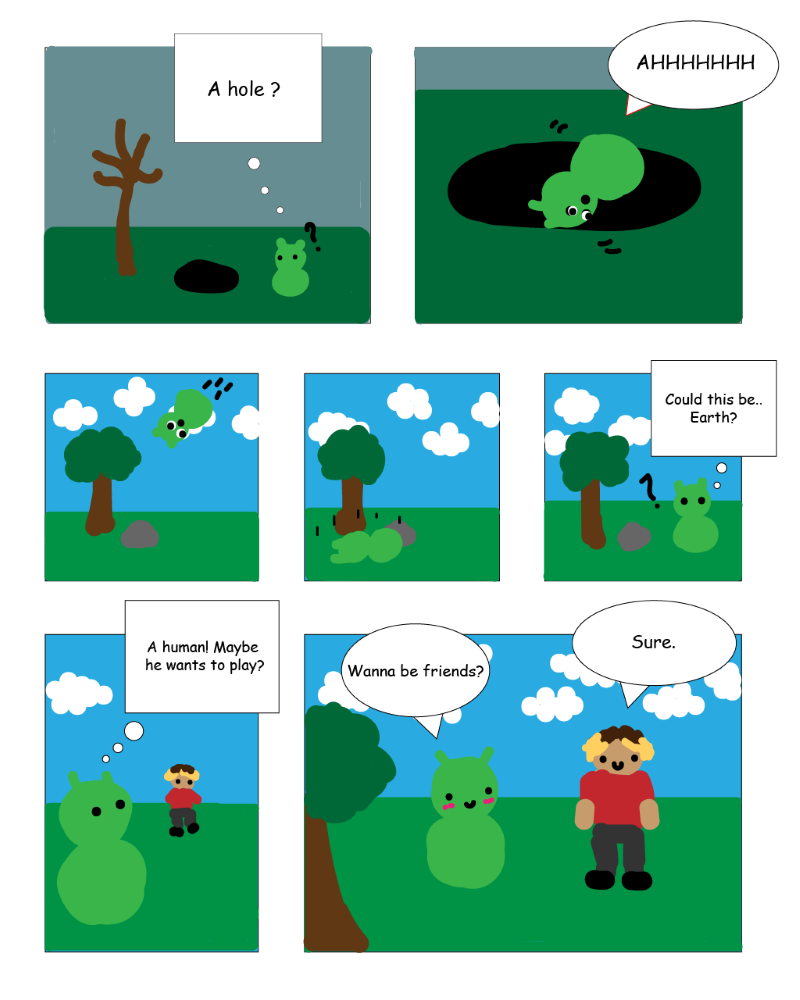 A hole ?
AHHHHHHH
?
Could this be..
Earth?
?
A human! Maybe
he wants to play?
Wanna be friends?
Sure.